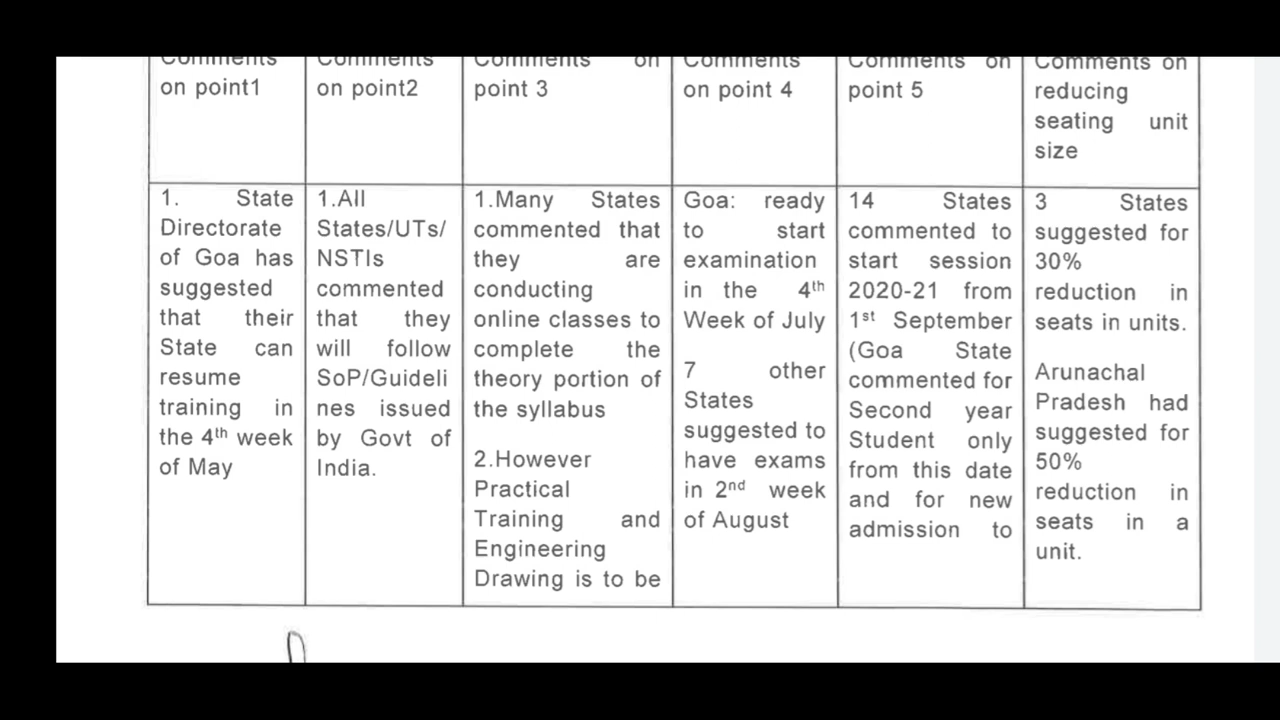 Comments
on point1
Comments
on point2
Comments on
point 3
Comments
on point 4
Comments on
point 5
Comments on
reducing
seating unit
size
1. State
Directorate
of Goa has
suggested
that their
State can
resume
training in
the 4th week
of May
1.All
States/UTs/
NSTIs
commented
that they
will follow
SoP/Guideli
nes issued
by Govt of
India.
1.Many States
commented that
they are
conducting
online classes to
complete the
theory portion of
the syllabus
2.However
Practical
Training and
Engineering
Drawing is to be
Goa: ready
to start
examination
in the 4th
Week of July
7 other
States
suggested to
have exams
in 2nd week
of August
14 States
commented to
start session
2020-21 from
1st September
(Goa State
commented for
Second year
Student only
from this date
and for new
admission to
3 States
suggested for
30%
reduction in
seats in units.
Arunachal
Pradesh had
suggested for
50%
reduction in
seats in a
unit.